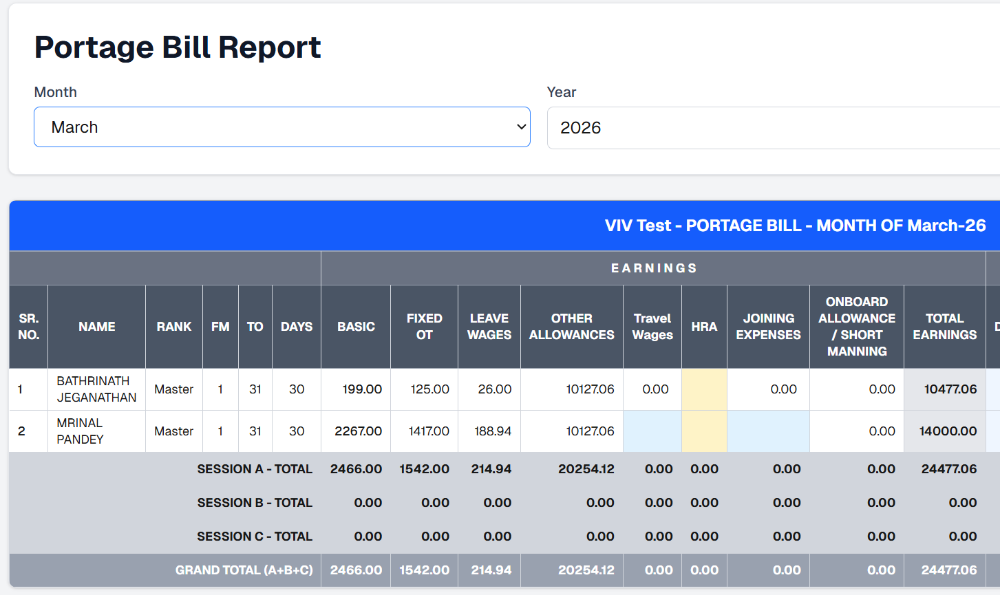 Portage Bill Report
Month
Year
March
2026
VIV Test - PORTAGE BILL - MONTH OF March-26
EARNINGS
SR. NO. NAME RANK FM TO DAYS BASIC FIXED OT LEAVE WAGES OTHER ALLOWANCES Travel Wages HRA JOINING EXPENSES ONBOARD ALLOWANCE / SHORT MANNING TOTAL EARNINGS
1 BATHRINATH JEGANATHAN Master 1 31 30 199.00 125.00 26.00 10127.06 0.00 0.00 0.00 10477.06
2 MRINAL PANDEY Master 1 31 30 2267.00 1417.00 188.94 10127.06 0.00 14000.00
SESSION A - TOTAL 2466.00 1542.00 214.94 20254.12 0.00 0.00 0.00 0.00 24477.06
SESSION B - TOTAL 0.00 0.00 0.00 0.00 0.00 0.00 0.00 0.00 0.00
SESSION C - TOTAL 0.00 0.00 0.00 0.00 0.00 0.00 0.00 0.00 0.00
GRAND TOTAL (A+B+C) 2466.00 1542.00 214.94 20254.12 0.00 0.00 0.00 0.00 24477.06